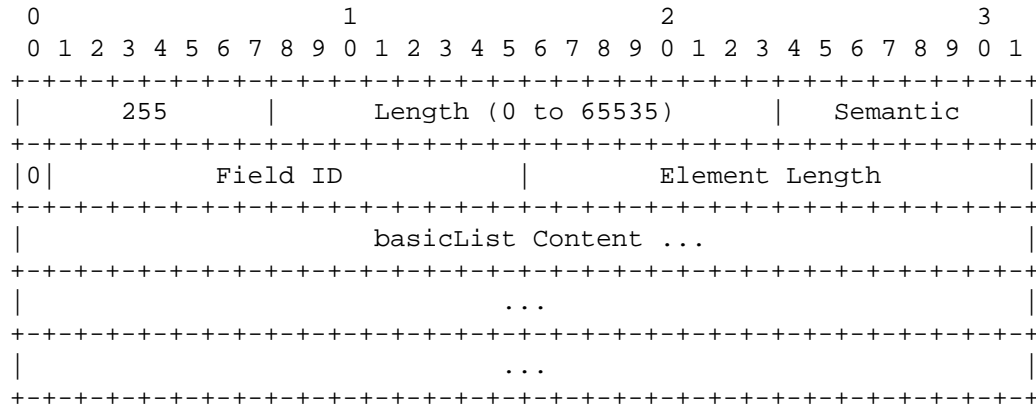 0                   1                   2                   3
 0 1 2 3 4 5 6 7 8 9 0 1 2 3 4 5 6 7 8 9 0 1 2 3 4 5 6 7 8 9 0 1
+-+-+-+-+-+-+-+-+-+-+-+-+-+-+-+-+-+-+-+-+-+-+-+-+-+-+-+-+-+-+-+-+
|      255      |      Length (0 to 65535)      |   Semantic    |
+-+-+-+-+-+-+-+-+-+-+-+-+-+-+-+-+-+-+-+-+-+-+-+-+-+-+-+-+-+-+-+-+
|0|          Field ID           |        Element Length         |
+-+-+-+-+-+-+-+-+-+-+-+-+-+-+-+-+-+-+-+-+-+-+-+-+-+-+-+-+-+-+-+-+
|                      basicList Content ...                    |
+-+-+-+-+-+-+-+-+-+-+-+-+-+-+-+-+-+-+-+-+-+-+-+-+-+-+-+-+-+-+-+-+
|                              ...                              |
+-+-+-+-+-+-+-+-+-+-+-+-+-+-+-+-+-+-+-+-+-+-+-+-+-+-+-+-+-+-+-+-+
|                              ...                              |
+-+-+-+-+-+-+-+-+-+-+-+-+-+-+-+-+-+-+-+-+-+-+-+-+-+-+-+-+-+-+-+-+